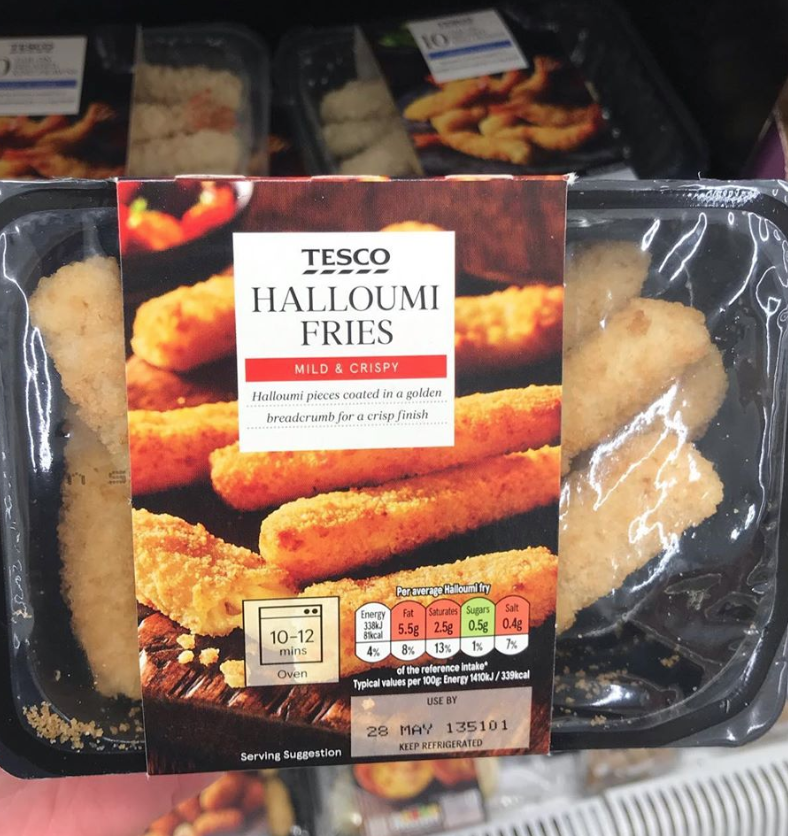 TESCO
10
TESCO
HALLOUMI
FRIES
MILD & CRISPY
Halloumi pieces coated in a golden
breadcrumb for a crisp finish
10-12
mins
Oven
Per average Halloumi fry
Energy Fat Saturates Sugars Salt
338kJ
81kcal 5.5g 2.5g 0.5g 0.4g
4% 8% 13% 1% 7%
of the reference intake*
Typical values per 100g: Energy 1410kJ / 339kcal
USE BY
28 MAY 135101
KEEP REFRIGERATED
Serving Suggestion